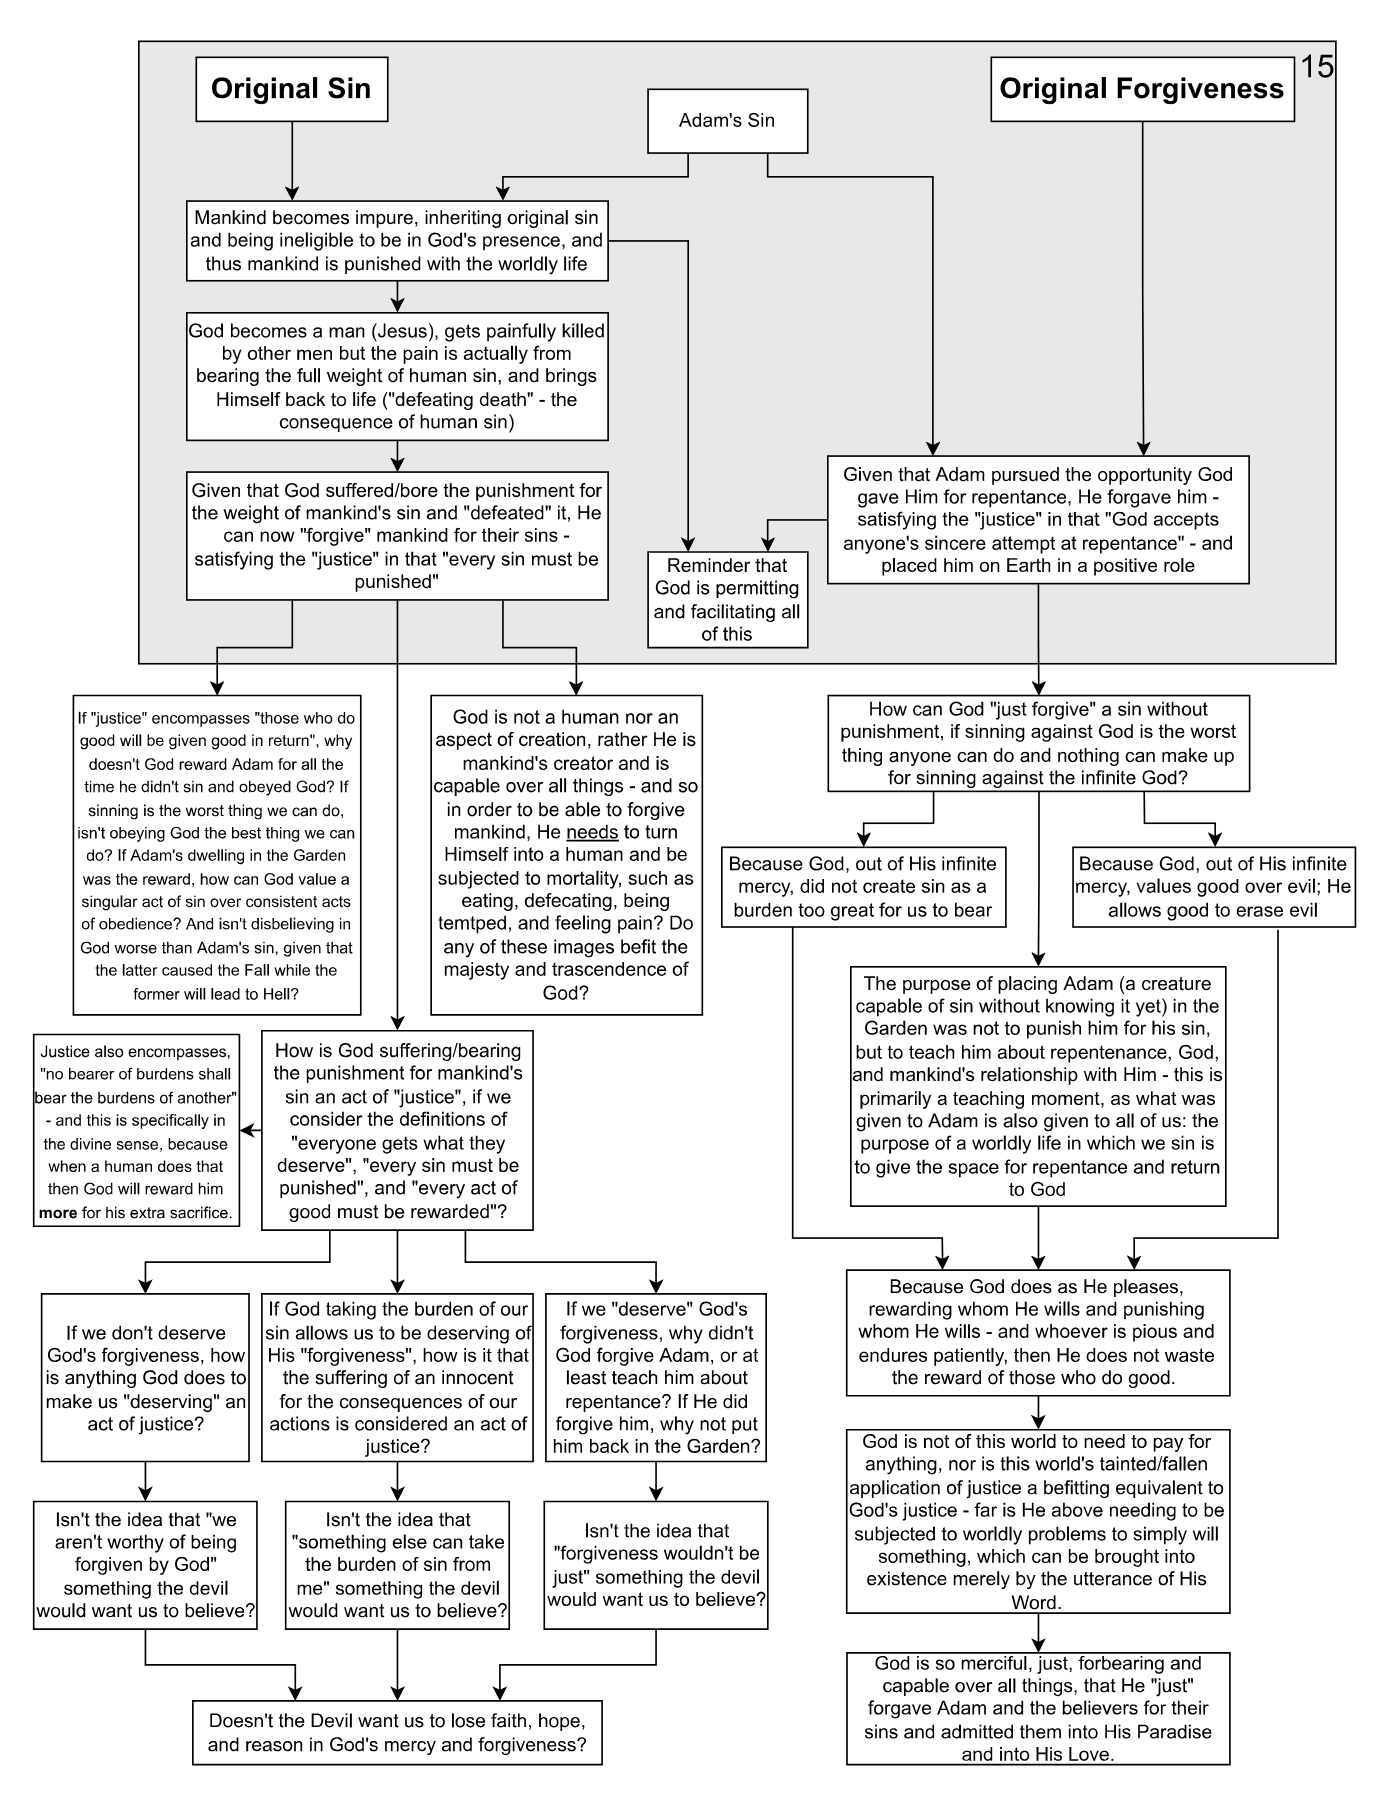 15
Original Sin
Adam's Sin
Original Forgiveness
Mankind becomes impure, inheriting original sin
and being ineligible to be in God's presence, and
thus mankind is punished with the worldly life
God becomes a man (Jesus), gets painfully killed
by other men but the pain is actually from
bearing the full weight of human sin, and brings
Himself back to life ("defeating death" - the
consequence of human sin)
Given that God suffered/bore the punishment for
the weight of mankind's sin and "defeated" it, He
can now "forgive" mankind for their sins -
satisfying the "justice" in that "every sin must be
punished"
Reminder that
God is permitting
and facilitating all
of this
Given that Adam pursued the opportunity God
gave Him for repentance, He forgave him -
satisfying the "justice" in that "God accepts
anyone's sincere attempt at repentance" - and
placed him on Earth in a positive role
If "justice" encompasses "those who do
good will be given good in return", why
doesn't God reward Adam for all the
time he didn't sin and obeyed God? If
sinning is the worst thing we can do,
isn't obeying God the best thing we can
do? If Adam's dwelling in the Garden
was the reward, how can God value a
singular act of sin over consistent acts
of obedience? And isn't disbelieving in
God worse than Adam's sin, given that
the latter caused the Fall while the
former will lead to Hell?
God is not a human nor an
aspect of creation, rather He is
mankind's creator and is
capable over all things - and so
in order to be able to forgive
mankind, He needs to turn
Himself into a human and be
subjected to mortality, such as
eating, defecating, being
temtped, and feeling pain? Do
any of these images befit the
majesty and trascendence of
God?
How can God "just forgive" a sin without
punishment, if sinning against God is the worst
thing anyone can do and nothing can make up
for sinning against the infinite God?
Because God, out of His infinite
mercy, did not create sin as a
burden too great for us to bear
Because God, out of His infinite
mercy, values good over evil; He
allows good to erase evil
The purpose of placing Adam (a creature
capable of sin without knowing it yet) in the
Garden was not to punish him for his sin,
but to teach him about repentenance, God,
and mankind's relationship with Him - this is
primarily a teaching moment, as what was
given to Adam is also given to all of us: the
purpose of a worldly life in which we sin is
to give the space for repentance and return
to God
Justice also encompasses,
"no bearer of burdens shall
bear the burdens of another"
- and this is specifically in
the divine sense, because
when a human does that
then God will reward him
more for his extra sacrifice.
How is God suffering/bearing
the punishment for mankind's
sin an act of "justice", if we
consider the definitions of
"everyone gets what they
deserve", "every sin must be
punished", and "every act of
good must be rewarded"?
If we don't deserve
God's forgiveness, how
is anything God does to
make us "deserving" an
act of justice?
If God taking the burden of our
sin allows us to be deserving of
His "forgiveness", how is it that
the suffering of an innocent
for the consequences of our
actions is considered an act of
justice?
If we "deserve" God's
forgiveness, why didn't
God forgive Adam, or at
least teach him about
repentance? If He did
forgive him, why not put
him back in the Garden?
Because God does as He pleases,
rewarding whom He wills and punishing
whom He wills - and whoever is pious and
endures patiently, then He does not waste
the reward of those who do good.
Isn't the idea that "we
aren't worthy of being
forgiven by God"
something the devil
would want us to believe?
Isn't the idea that
"something else can take
the burden of sin from
me" something the devil
would want us to believe?
Isn't the idea that
"forgiveness wouldn't be
just" something the devil
would want us to believe?
God is not of this world to need to pay for
anything, nor is this world's tainted/fallen
application of justice a befitting equivalent to
God's justice - far is He above needing to be
subjected to worldly problems to simply will
something, which can be brought into
existence merely by the utterance of His
Word.
Doesn't the Devil want us to lose faith, hope,
and reason in God's mercy and forgiveness?
God is so merciful, just, forbearing and
capable over all things, that He "just"
forgave Adam and the believers for their
sins and admitted them into His Paradise
and into His Love.